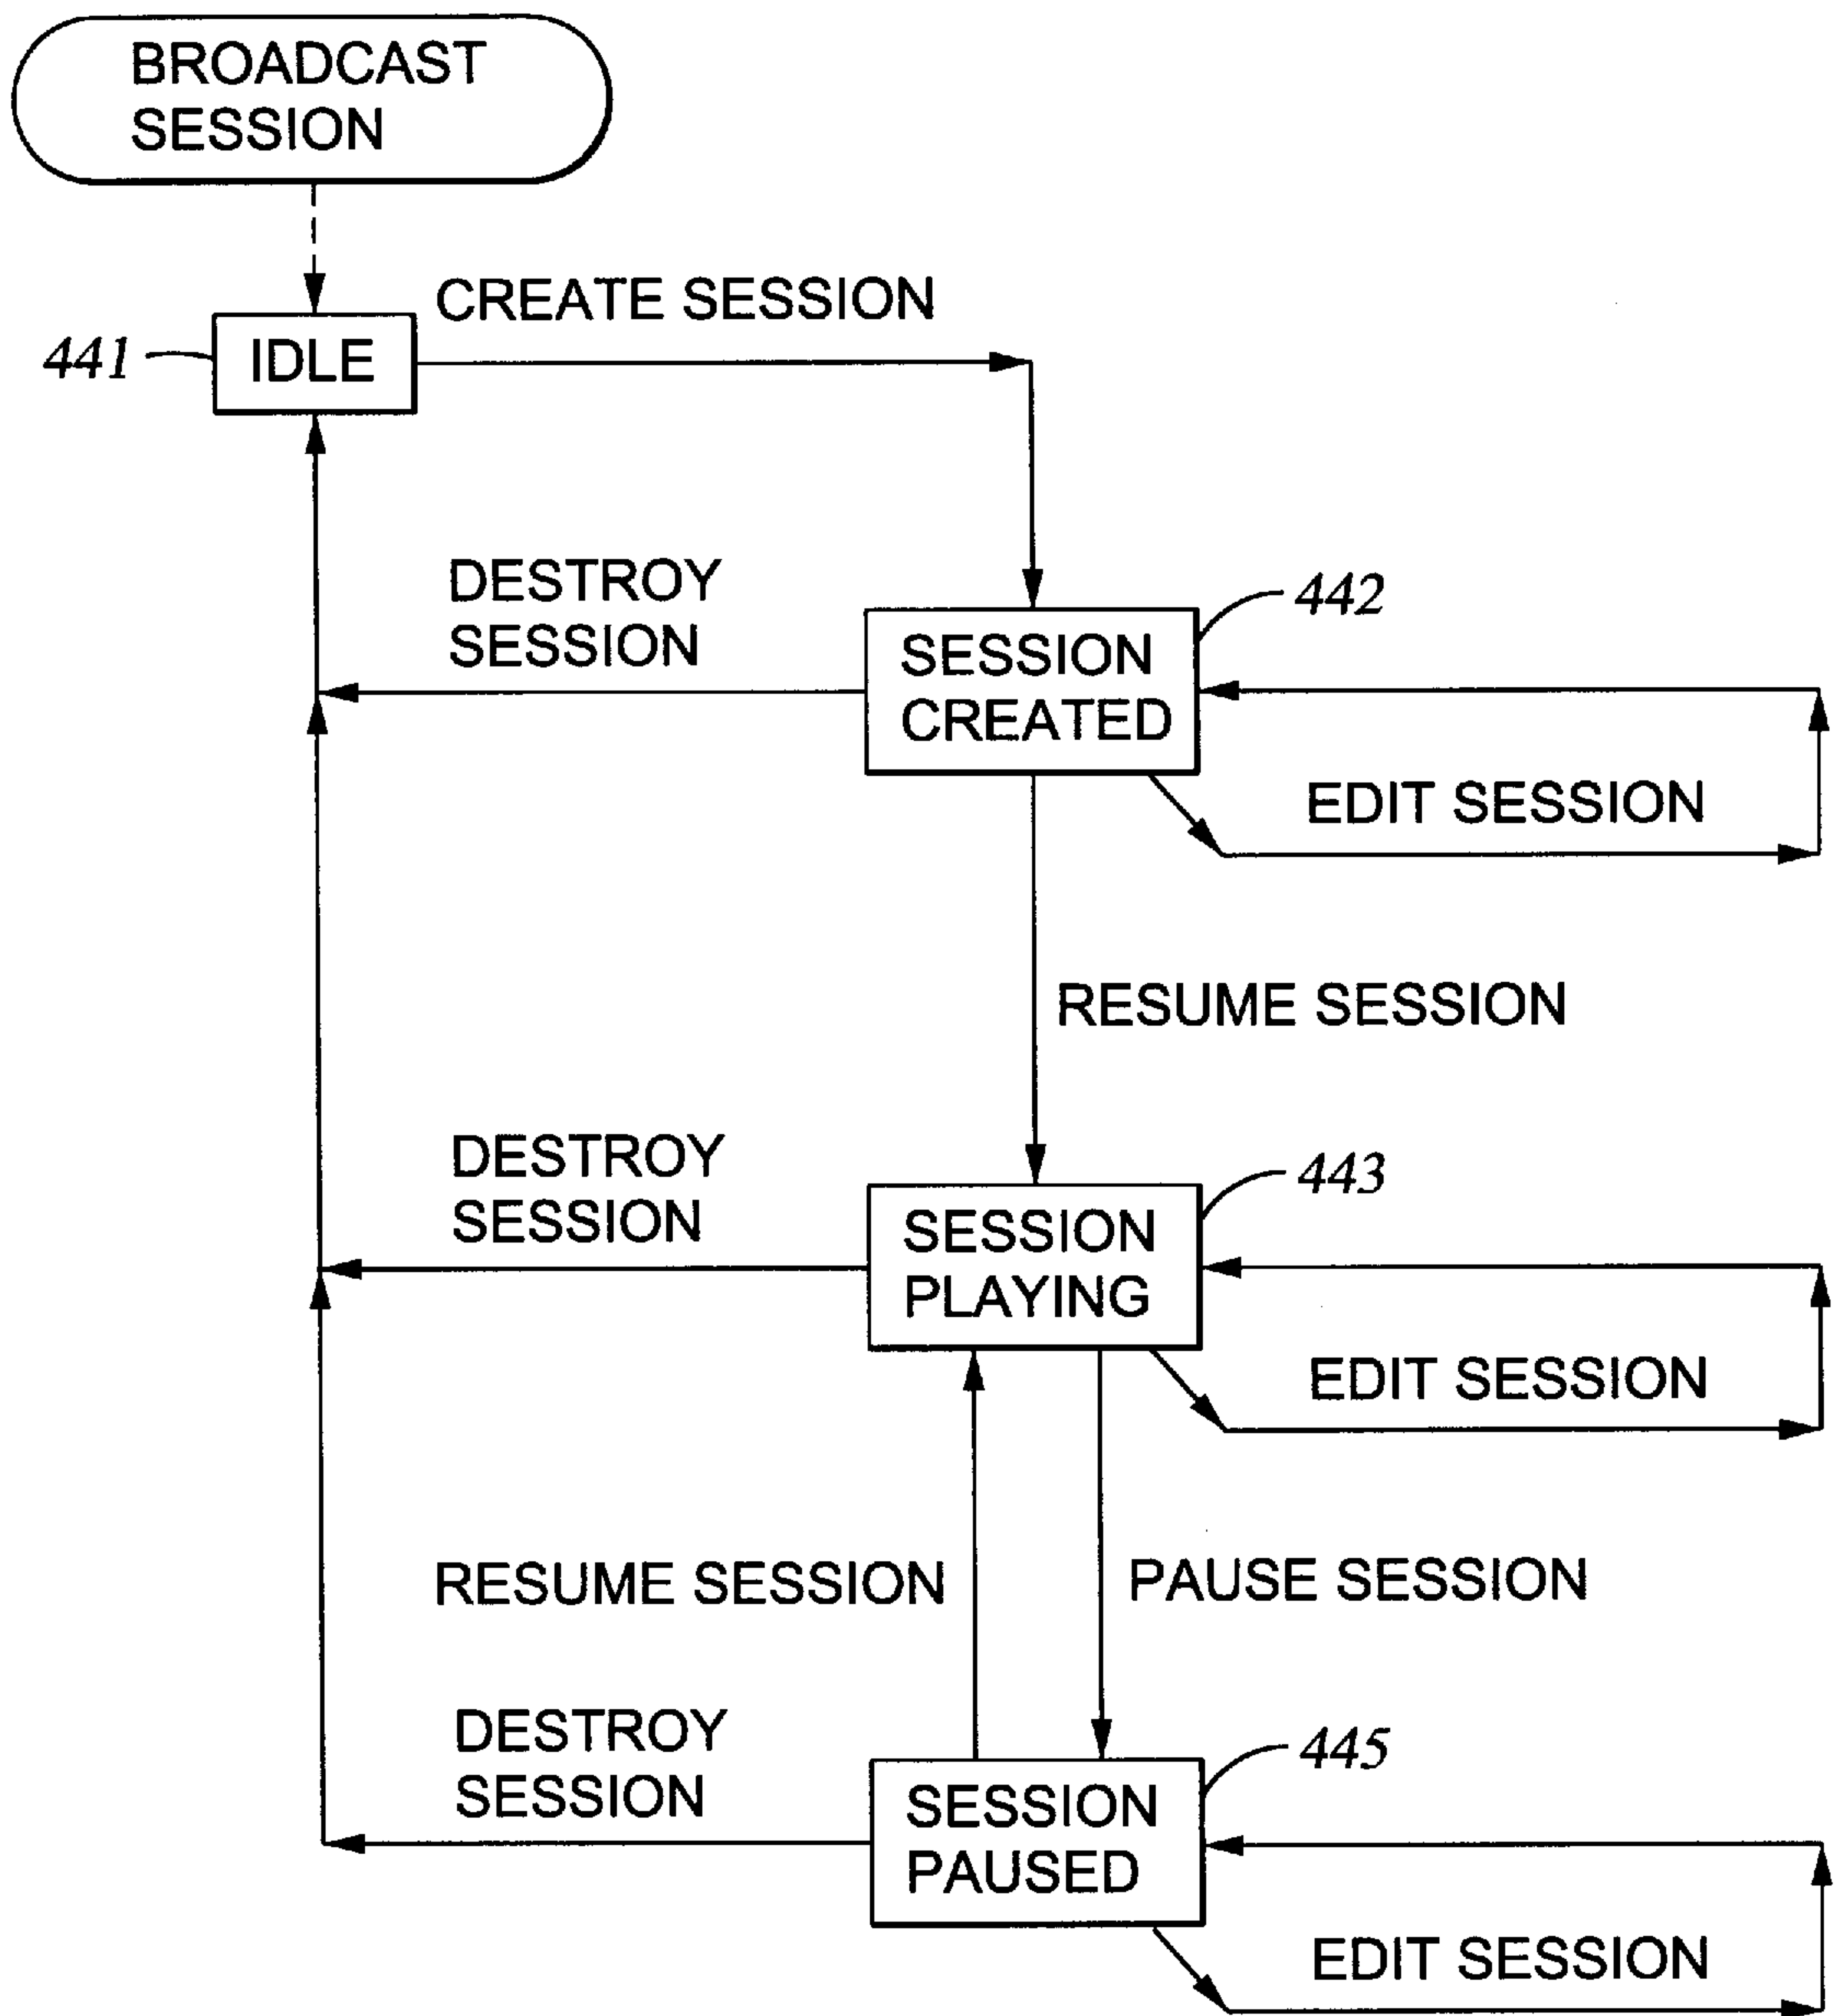 BROADCAST
SESSION
CREATE SESSION
441
IDLE
DESTROY
SESSION
442
SESSION
CREATED
EDIT SESSION
RESUME SESSION
DESTROY
SESSION
443
SESSION
PLAYING
EDIT SESSION
RESUME SESSION
PAUSE SESSION
DESTROY
SESSION
445
SESSION
PAUSED
EDIT SESSION